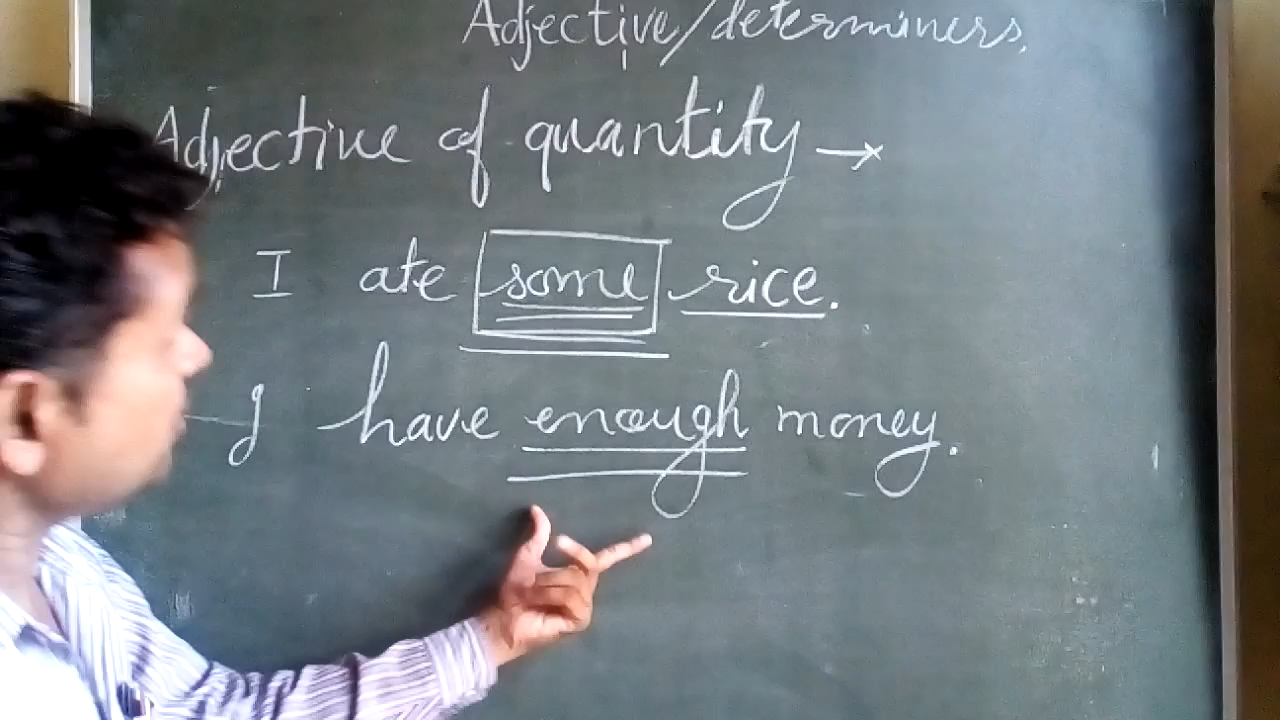 Adjective/determiners.
Adjective of quantity →
I ate some rice.
I have enough money.